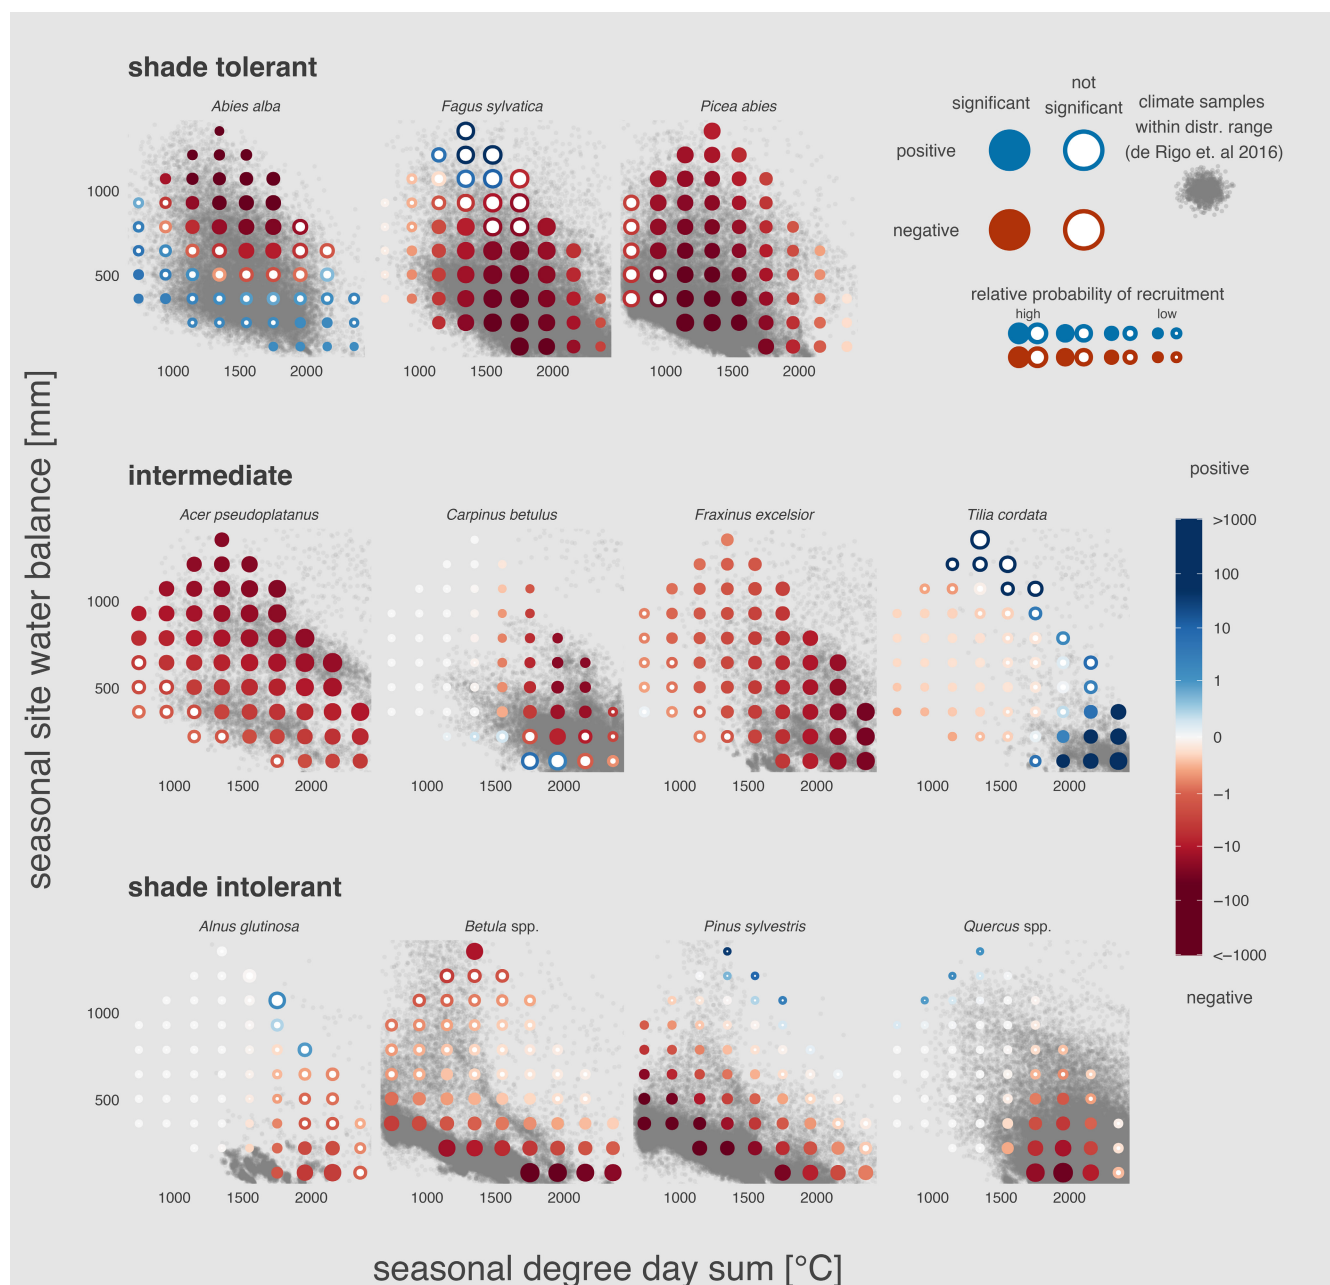 shade tolerant
Abies alba
Fagus sylvatica
Picea abies
1000
500
1000 1500 2000
1000 1500 2000
1000 1500 2000
significant
not
significant
positive
negative
climate samples
within distr. range
(de Rigo et. al 2016)
relative probability of recruitment
high
low
seasonal site water balance [mm]
intermediate
Acer pseudoplatanus
Carpinus betulus
Fraxinus excelsior
Tilia cordata
1000
500
1000 1500 2000
1000 1500 2000
1000 1500 2000
1000 1500 2000
positive
>1000
100
10
1
0
−1
−10
−100
<−1000
negative
shade intolerant
Alnus glutinosa
Betula spp.
Pinus sylvestris
Quercus spp.
1000
500
1000 1500 2000
1000 1500 2000
1000 1500 2000
1000 1500 2000
seasonal degree day sum [°C]